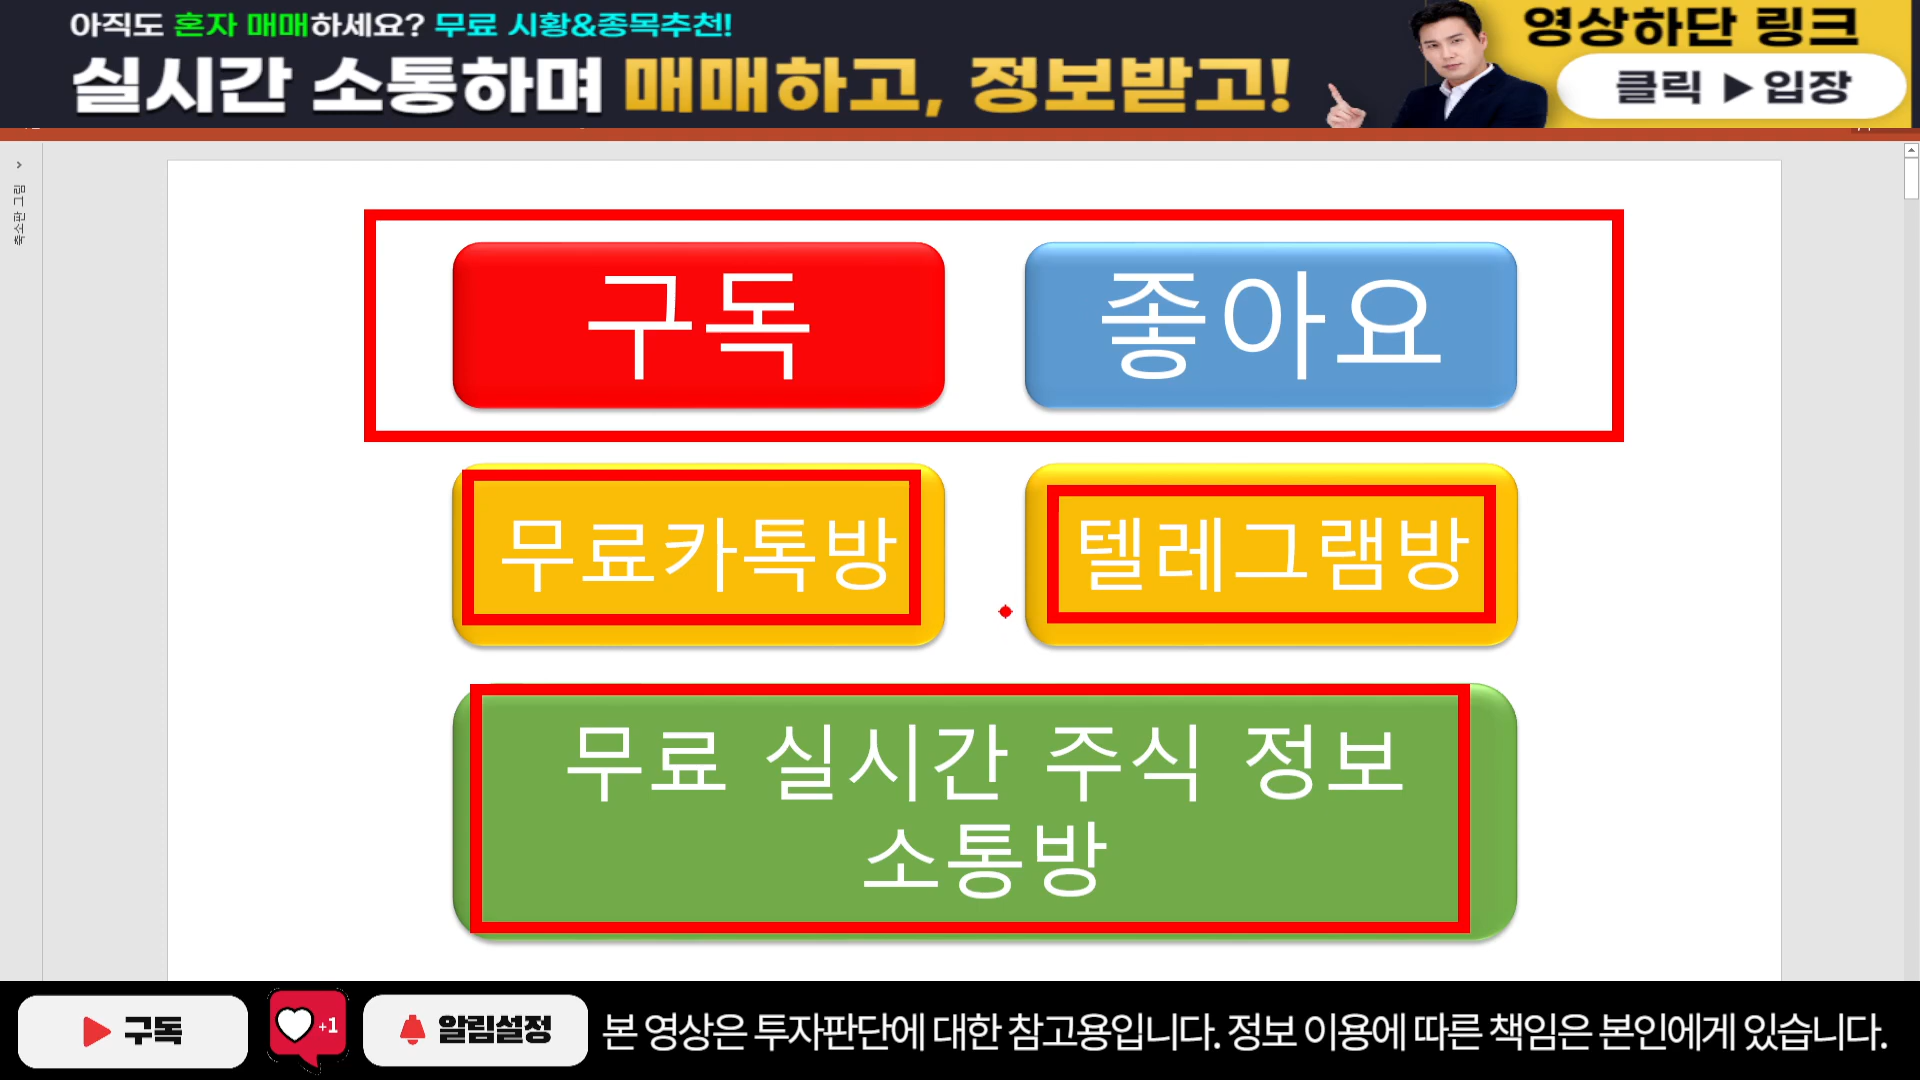 아직도 혼자 매매하세요? 무료 시황&종목추천!
실시간 소통하며 매매하고, 정보받고!
영상하단 링크
클릭 ▶ 입장
축소판 그림
구독
좋아요
무료카톡방
텔레그램방
무료 실시간 주식 정보
소통방
구독
+1
알림설정
본 영상은 투자판단에 대한 참고용입니다. 정보 이용에 따른 책임은 본인에게 있습니다.